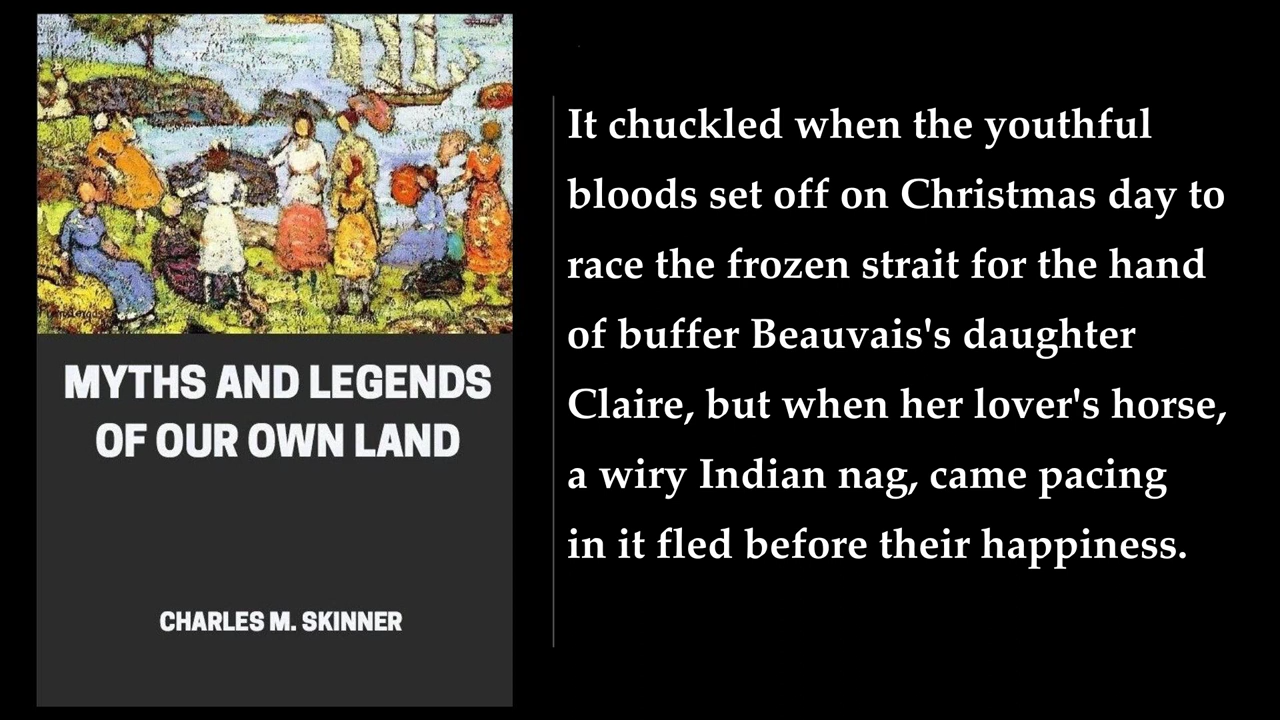 MYTHS AND LEGENDS
OF OUR OWN LAND
CHARLES M. SKINNER
It chuckled when the youthful
bloods set off on Christmas day to
race the frozen strait for the hand
of buffer Beauvais's daughter
Claire, but when her lover's horse,
a wiry Indian nag, came pacing
in it fled before their happiness.